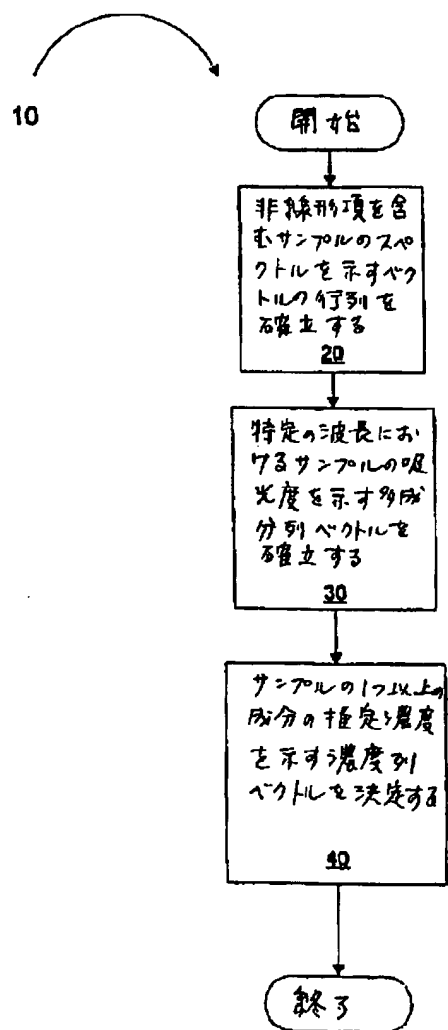 10
開始
非線形項を含
むサンプルのスペ
クトルを示すベク
トルの行列を
確立する
20
特定の波長にお
けるサンプルの吸
光度を示す多成
分列ベクトルを
確立する
30
サンプルの1つ以上の
成分の推定濃度
を示す濃度列
ベクトルを決定する
40
終了